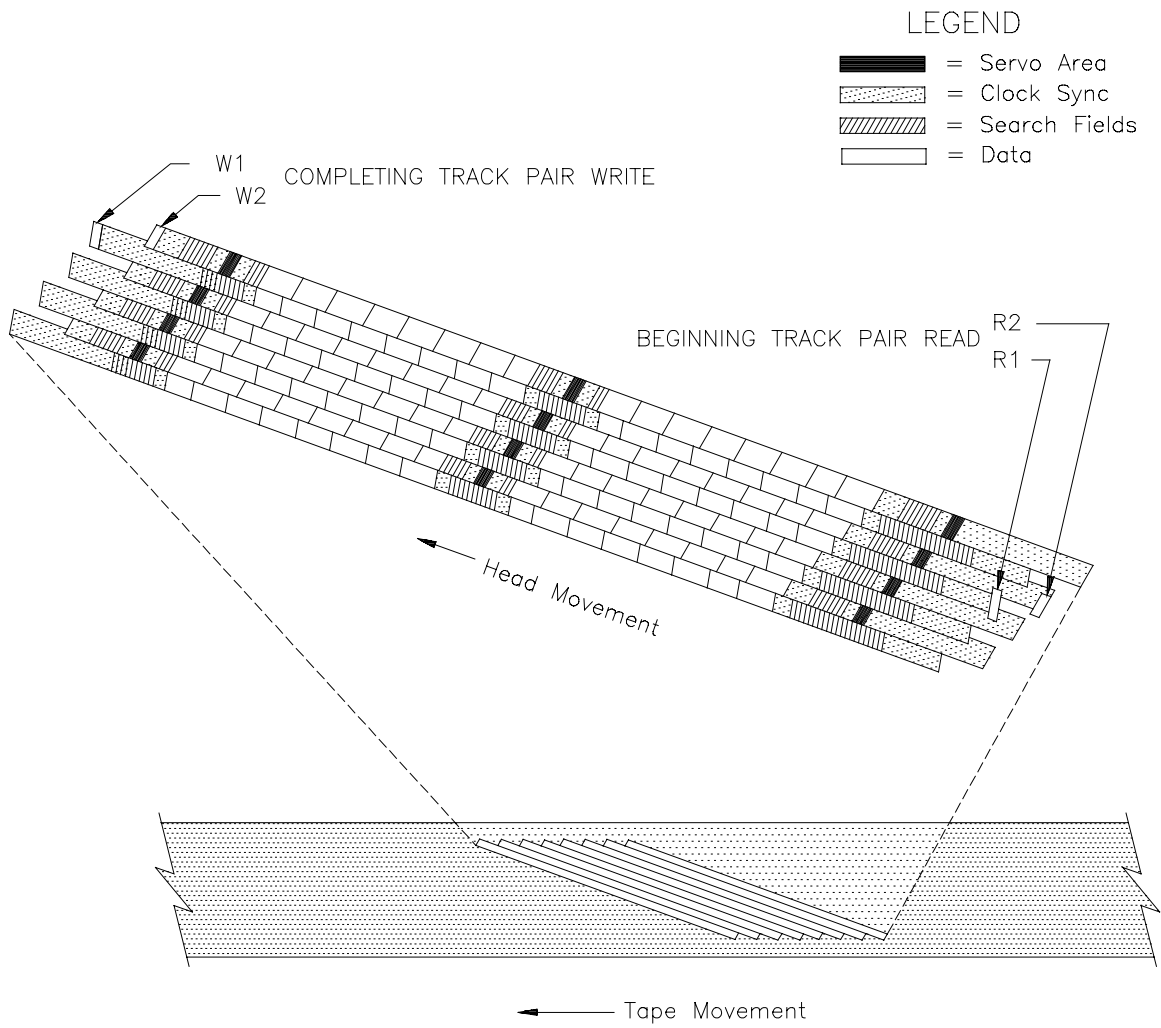 LEGEND
= Servo Area
= Clock Sync
= Search Fields
= Data
W1
W2
COMPLETING TRACK PAIR WRITE
BEGINNING TRACK PAIR READ
R2
R1
Head Movement
Tape Movement